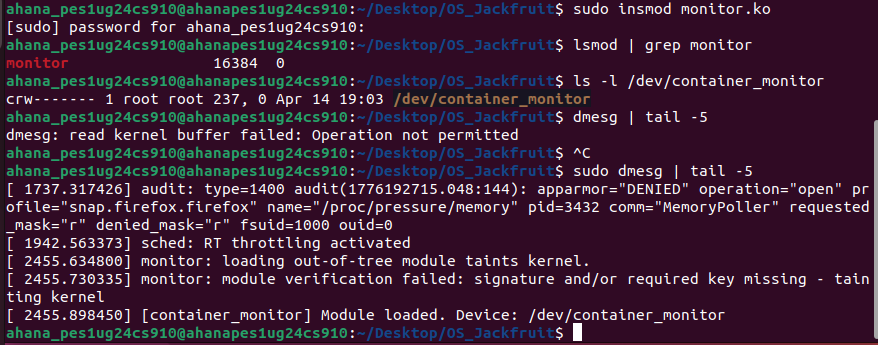 ahana_pes1ug24cs910@ahanapes1ug24cs910:~/Desktop/OS_Jackfruit$ sudo insmod monitor.ko
[sudo] password for ahana_pes1ug24cs910:
ahana_pes1ug24cs910@ahanapes1ug24cs910:~/Desktop/OS_Jackfruit$ lsmod | grep monitor
monitor                16384  0
ahana_pes1ug24cs910@ahanapes1ug24cs910:~/Desktop/OS_Jackfruit$ ls -l /dev/container_monitor
crw------- 1 root root 237, 0 Apr 14 19:03 /dev/container_monitor
ahana_pes1ug24cs910@ahanapes1ug24cs910:~/Desktop/OS_Jackfruit$ dmesg | tail -5
dmesg: read kernel buffer failed: Operation not permitted
ahana_pes1ug24cs910@ahanapes1ug24cs910:~/Desktop/OS_Jackfruit$ ^C
ahana_pes1ug24cs910@ahanapes1ug24cs910:~/Desktop/OS_Jackfruit$ sudo dmesg | tail -5
[ 1737.317426] audit: type=1400 audit(1776192715.048:144): apparmor="DENIED" operation="open" pr
ofile="snap.firefox.firefox" name="/proc/pressure/memory" pid=3432 comm="MemoryPoller" requested
_mask="r" denied_mask="r" fsuid=1000 ouid=0
[ 1942.563373] sched: RT throttling activated
[ 2455.634800] monitor: loading out-of-tree module taints kernel.
[ 2455.730335] monitor: module verification failed: signature and/or required key missing - tain
ting kernel
[ 2455.898450] [container_monitor] Module loaded. Device: /dev/container_monitor
ahana_pes1ug24cs910@ahanapes1ug24cs910:~/Desktop/OS_Jackfruit$